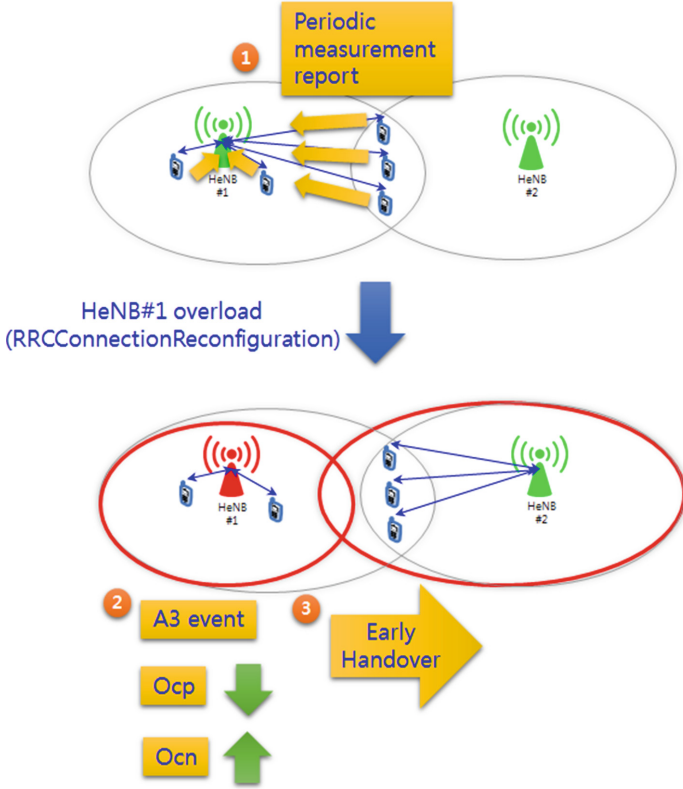 1
Periodic
measurement
report
HeNB
#1
HeNB
#2
HeNB#1 overload
(RRCConnectionReconfiguration)
HeNB
#1
HeNB
#2
2
A3 event
Ocp
Ocn
3
Early
Handover